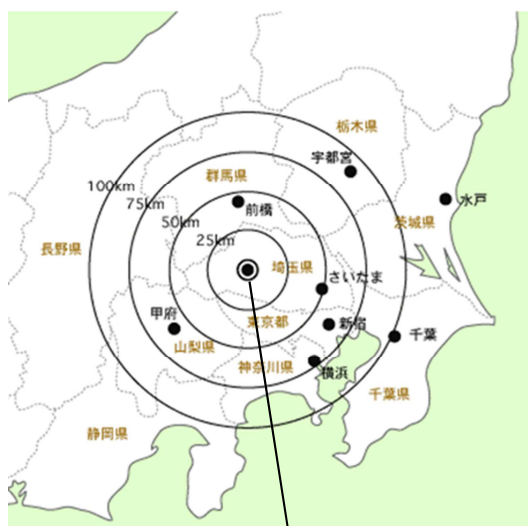 栃木県
宇都宮
群馬県
100km
75km
水戸
前橋
50km
茨城県
25km
長野県
埼玉県
さいたま
甲府
東京都
新宿
千葉
山梨県
神奈川県
横浜
千葉県
静岡県